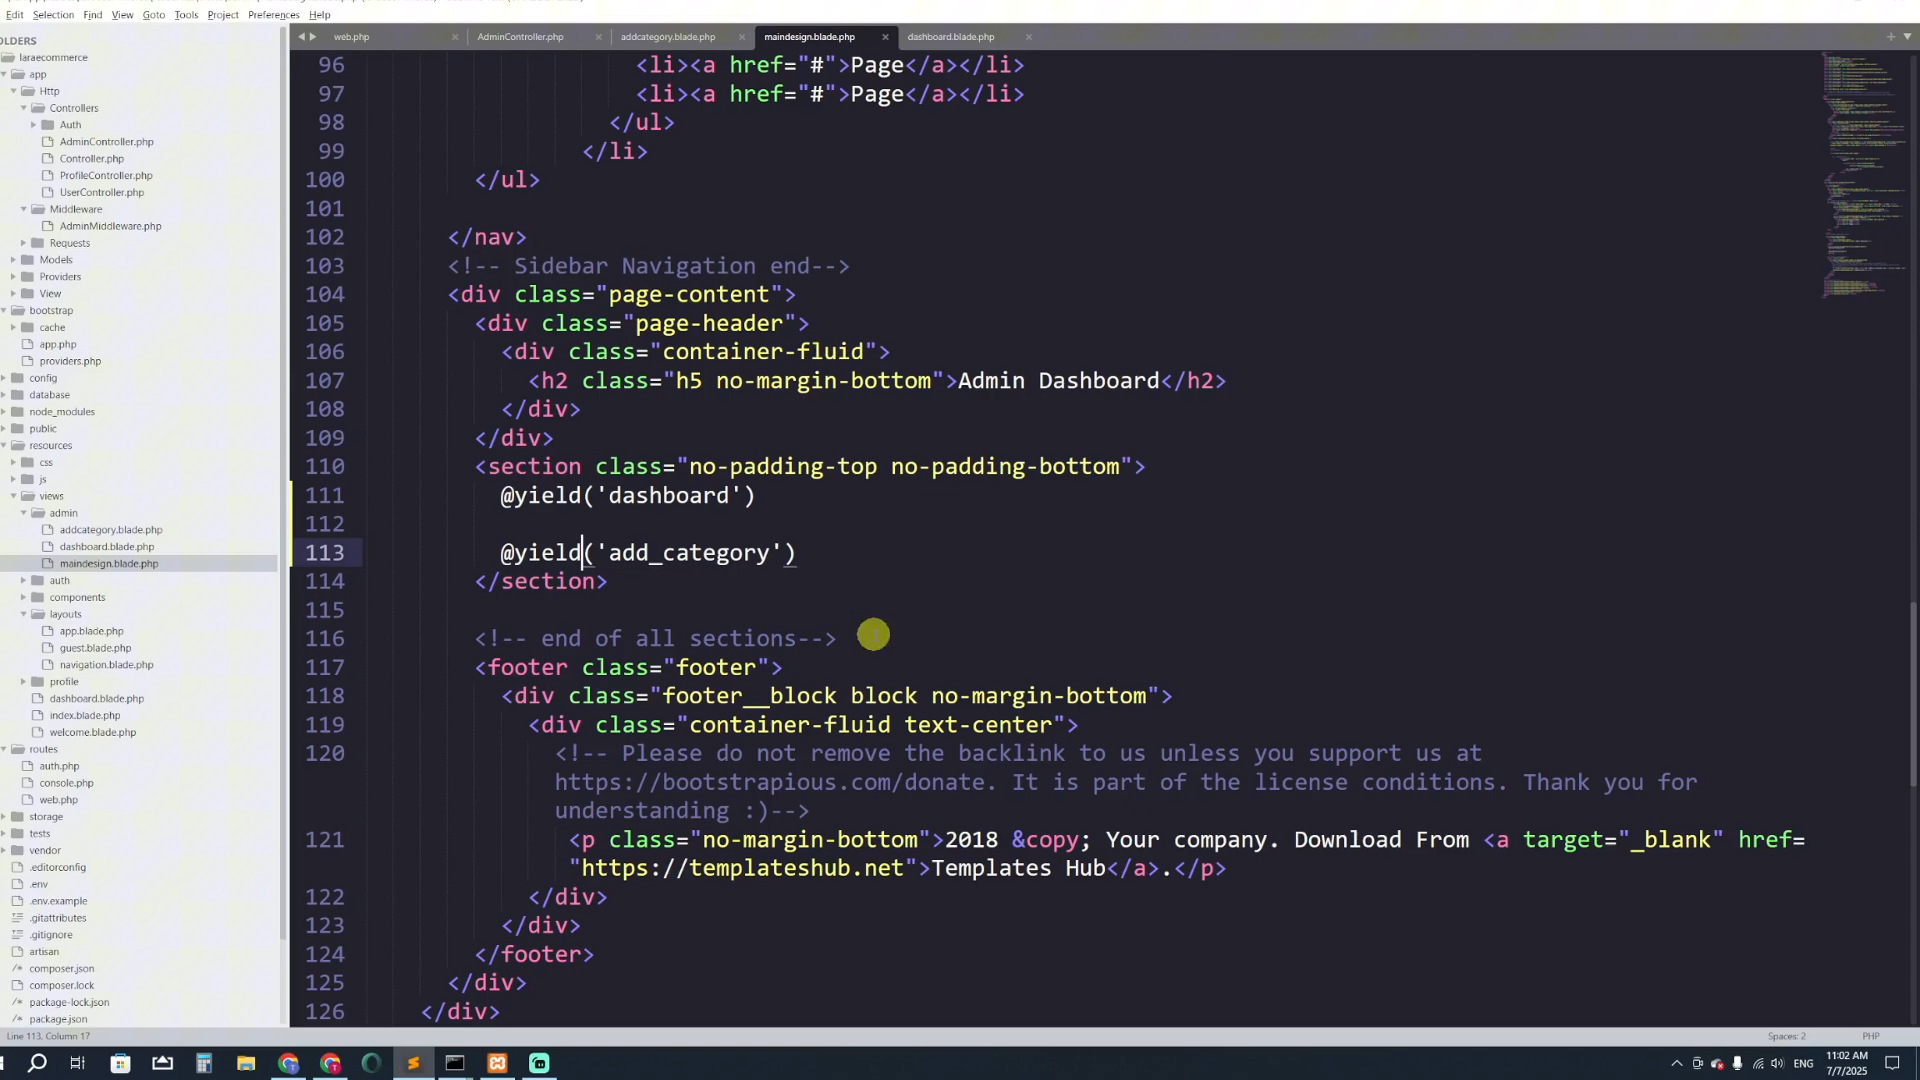 Edit Selection Find View Goto Tools Project Preferences Help
OLDERS
laraecommerce
app
Http
Controllers
Auth
AdminController.php
Controller.php
ProfileController.php
UserController.php
Middleware
AdminMiddleware.php
Requests
Models
Providers
View
bootstrap
cache
app.php
providers.php
config
database
node_modules
public
resources
css
js
views
admin
addcategory.blade.php
dashboard.blade.php
maindesign.blade.php
auth
components
layouts
app.blade.php
guest.blade.php
navigation.blade.php
profile
dashboard.blade.php
index.blade.php
welcome.blade.php
routes
auth.php
console.php
web.php
storage
tests
vendor
.editorconfig
.env
.env.example
.gitattributes
.gitignore
artisan
composer.json
composer.lock
package-lock.json
package.json
web.php AdminController.php addcategory.blade.php maindesign.blade.php dashboard.blade.php
96 <li><a href="#">Page</a></li>
97 <li><a href="#">Page</a></li>
98 </ul>
99 </li>
100 </ul>
101
102 </nav>
103 <!-- Sidebar Navigation end-->
104 <div class="page-content">
105 <div class="page-header">
106 <div class="container-fluid">
107 <h2 class="h5 no-margin-bottom">Admin Dashboard</h2>
108 </div>
109 </div>
110 <section class="no-padding-top no-padding-bottom">
111 @yield('dashboard')
112
113 @yield('add_category')
114 </section>
115
116 <!-- end of all sections-->
117 <footer class="footer">
118 <div class="footer__block block no-margin-bottom">
119 <div class="container-fluid text-center">
120 <!-- Please do not remove the backlink to us unless you support us at
https://bootstrapious.com/donate. It is part of the license conditions. Thank you for
understanding :)-->
121 <p class="no-margin-bottom">2018 &copy; Your company. Download From <a target="_blank" href=
"https://templateshub.net">Templates Hub</a>.</p>
122 </div>
123 </div>
124 </footer>
125 </div>
126 </div>
Line 113, Column 17 Spaces: 2 PHP
ENG
11:02 AM
7/7/2025